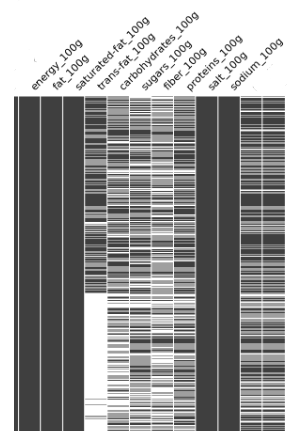 energy_100g
fat_100g
saturated-fat_100g
trans-fat_100g
carbohydrates_100g
sugars_100g
fiber_100g
proteins_100g
salt_100g
sodium_100g